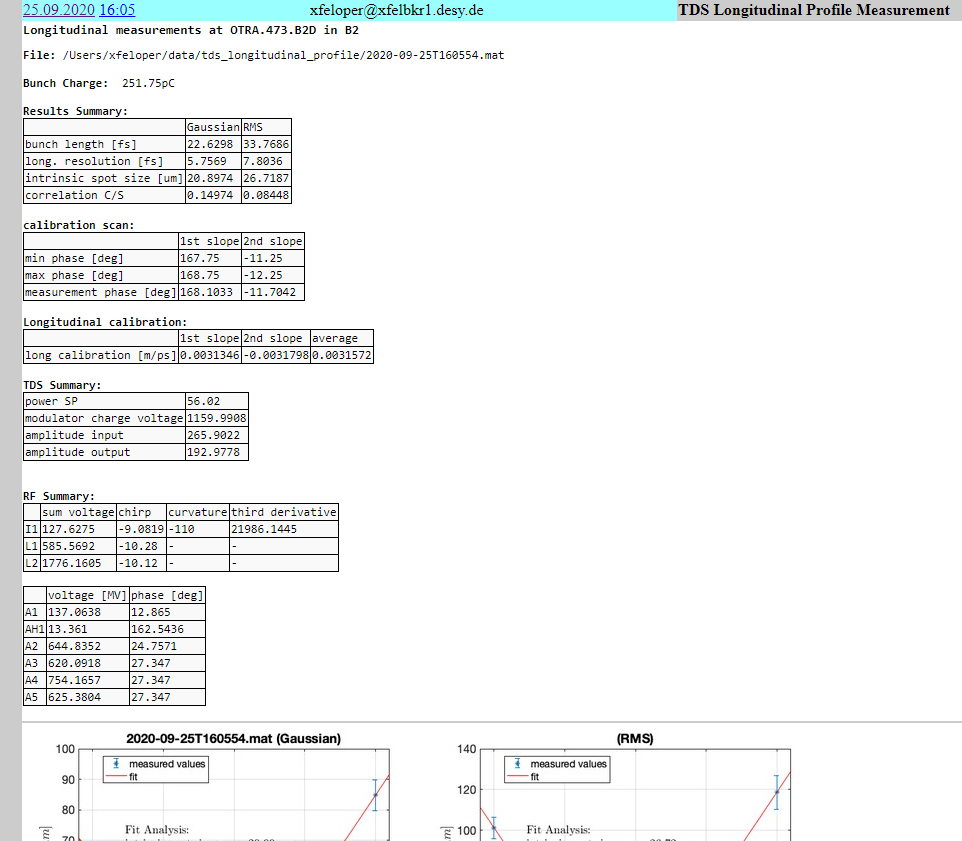 25.09.2020 16:05 xfeloper@xfelbkr1.desy.de TDS Longitudinal Profile Measurement
Longitudinal measurements at OTRA.473.B2D in B2
File: /Users/xfeloper/data/tds_longitudinal_profile/2020-09-25T160554.mat
Bunch Charge: 251.75pC
Results Summary:
Gaussian RMS
bunch length [fs] 22.6298 33.7686
long. resolution [fs] 5.7569 7.8036
intrinsic spot size [um] 20.8974 26.7187
correlation C/S 0.14974 0.08448
calibration scan:
1st slope 2nd slope
min phase [deg] 167.75 -11.25
max phase [deg] 168.75 -12.25
measurement phase [deg] 168.1033 -11.7042
Longitudinal calibration:
1st slope 2nd slope average
long calibration [m/ps] 0.0031346 -0.0031798 0.0031572
TDS Summary:
power SP 56.02
modulator charge voltage 1159.9908
amplitude input 265.9022
amplitude output 192.9778
RF Summary:
sum voltage chirp curvature third derivative
I1 127.6275 -9.0819 -110 21986.1445
L1 585.5692 -10.28 - -
L2 1776.1605 -10.12 - -
voltage [MV] phase [deg]
A1 137.0638 12.865
AH1 13.361 162.5436
A2 644.8352 24.7571
A3 620.0918 27.347
A4 754.1657 27.347
A5 625.3804 27.347
2020-09-25T160554.mat (Gaussian)
100
90
80
70
measured values
fit
Fit Analysis:
(RMS)
140
120
100
measured values
fit
Fit Analysis: